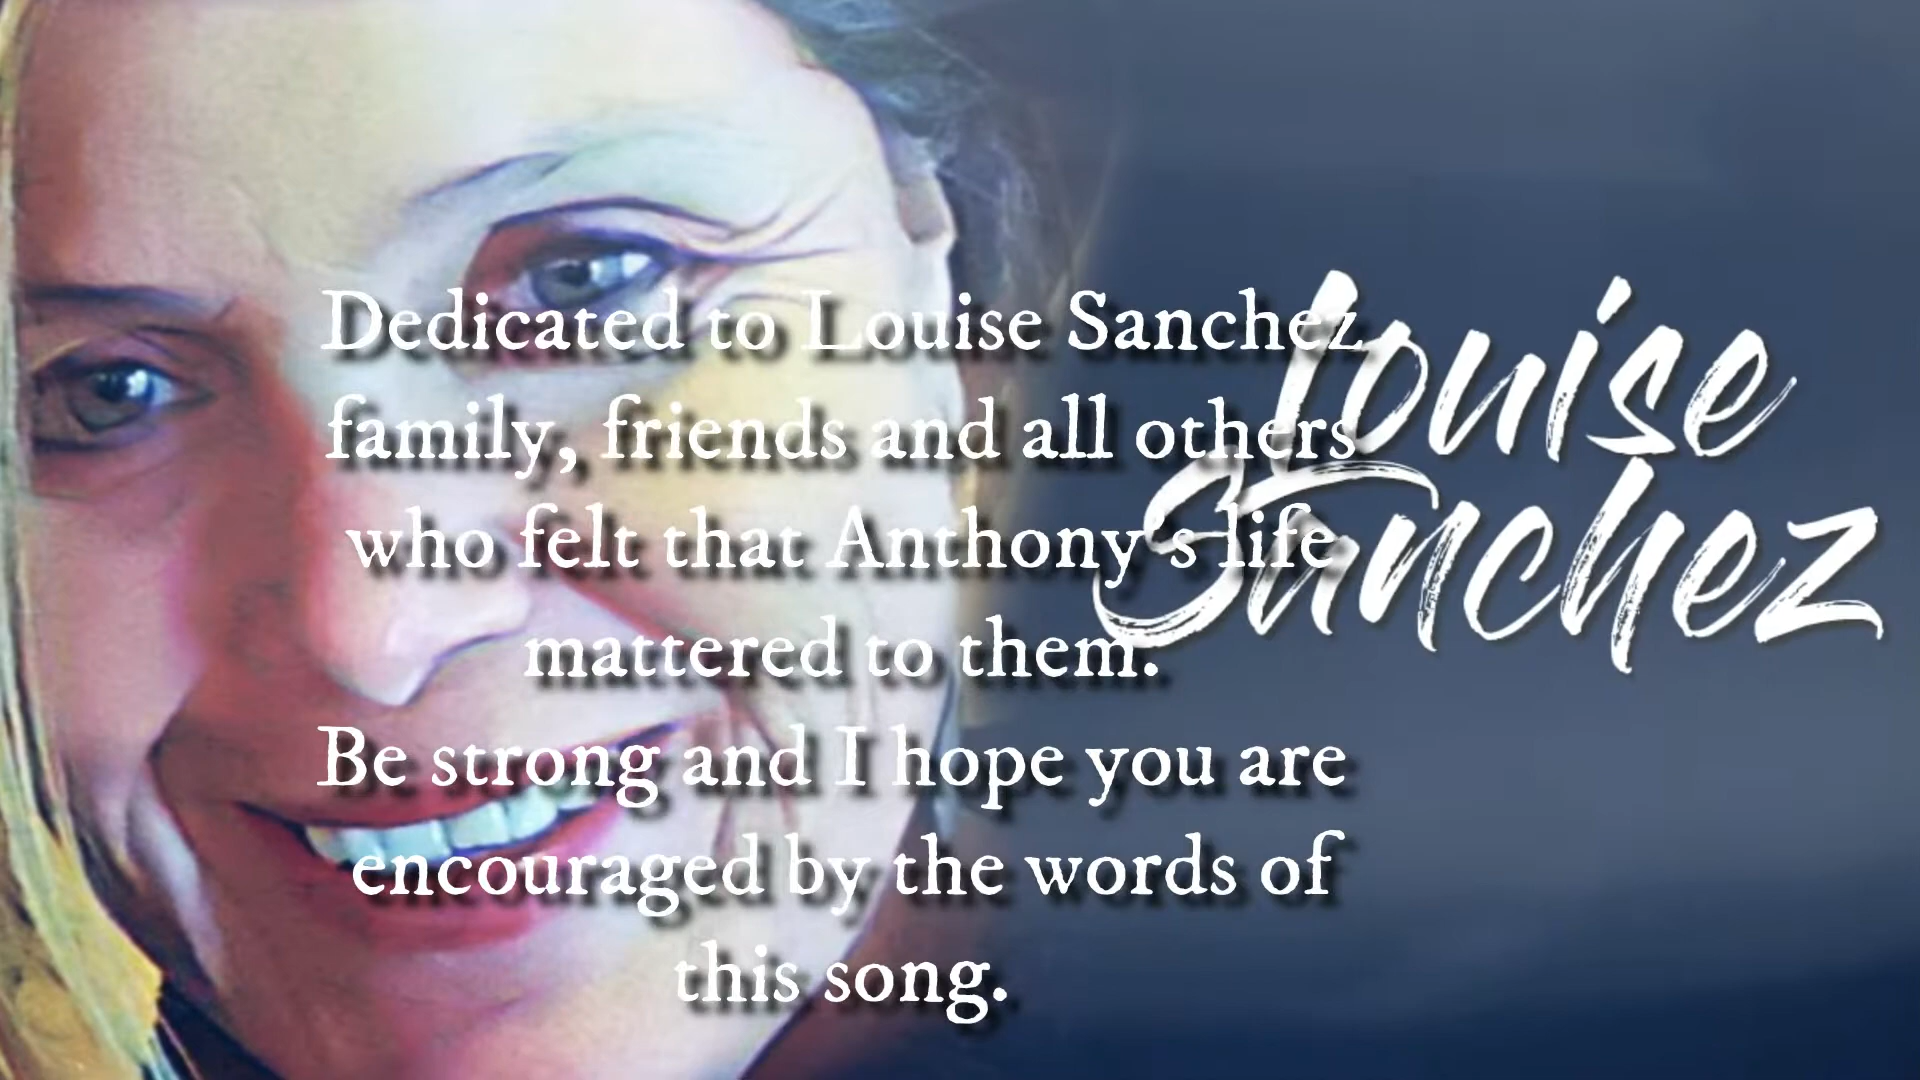 Dedicated to Louise Sanchez
family, friends and all others
who felt that Anthony's life
mattered to them.
Be strong and I hope you are
encouraged by the words of
this song.
Louise
Sanchez